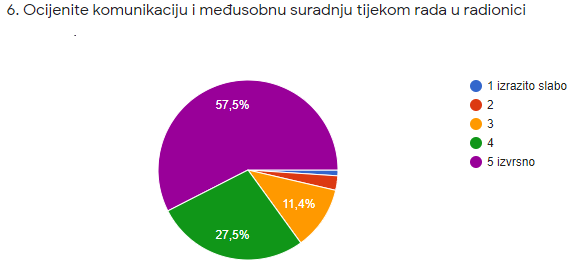 6. Ocijenite komunikaciju i međusobnu suradnju tijekom rada u radionici
.
57,5%
11,4%
27,5%
1 izrazito slabo
2
3
4
5 izvrsno